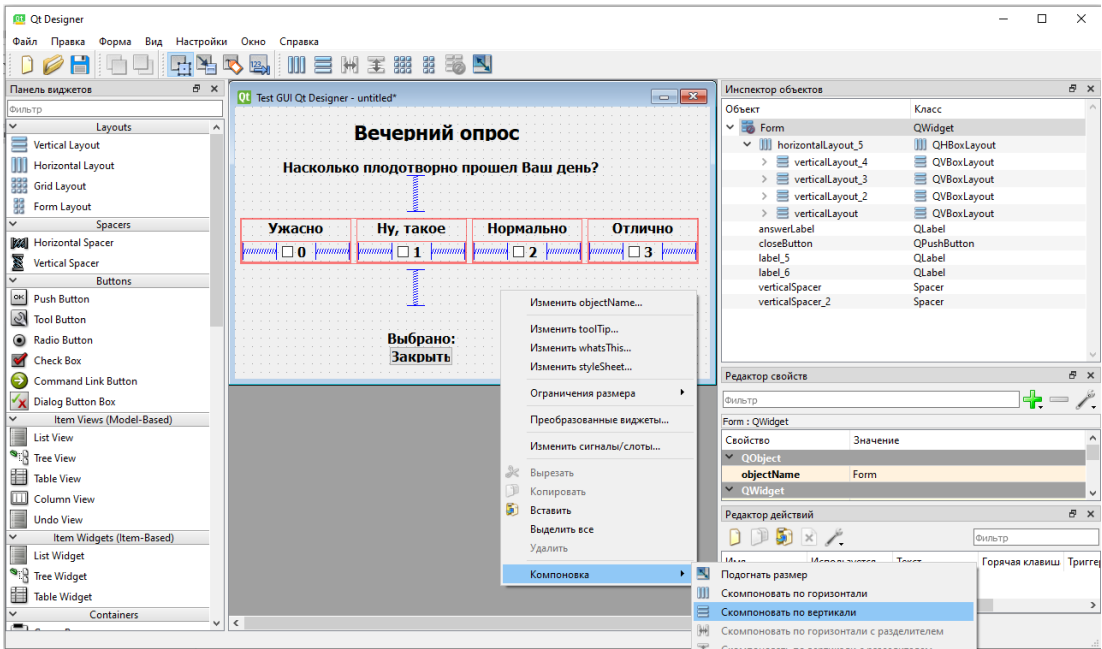 Qt Designer
Файл Правка Форма Вид Настройки Окно Справка
Панель виджетов
Фильтр
Layouts
Vertical Layout
Horizontal Layout
Grid Layout
Form Layout
Spacers
Horizontal Spacer
Vertical Spacer
Buttons
Push Button
Tool Button
Radio Button
Check Box
Command Link Button
Dialog Button Box
Item Views (Model-Based)
List View
Tree View
Table View
Column View
Undo View
Item Widgets (Item-Based)
List Widget
Tree Widget
Table Widget
Containers
Test GUI Qt Designer - untitled*
Вечерний опрос
Насколько плодотворно прошел Ваш день?
Ужасно Ну, такое Нормально Отлично
0 1 2 3
Выбрано:
Закрыть
Изменить objectName...
Изменить toolTip...
Изменить whatsThis...
Изменить styleSheet...
Ограничения размера
Преобразованные виджеты...
Изменить сигналы/слоты...
Вырезать
Копировать
Вставить
Выделить все
Удалить
Компоновка
Подогнать размер
Скомпоновать по горизонтали
Скомпоновать по вертикали
Скомпоновать по горизонтали с разделителем
Инспектор объектов
Объект Класс
Form QWidget
horizontalLayout_5 QHBoxLayout
verticalLayout_4 QVBoxLayout
verticalLayout_3 QVBoxLayout
verticalLayout_2 QVBoxLayout
verticalLayout QVBoxLayout
answerLabel QLabel
closeButton QPushButton
label_5 QLabel
label_6 QLabel
verticalSpacer Spacer
verticalSpacer_2 Spacer
Редактор свойств
Фильтр
Form : QWidget
Свойство Значение
QObject
objectName Form
QWidget
Редактор действий
Фильтр
Имя Используется Текст Горячая клавиш Тригге